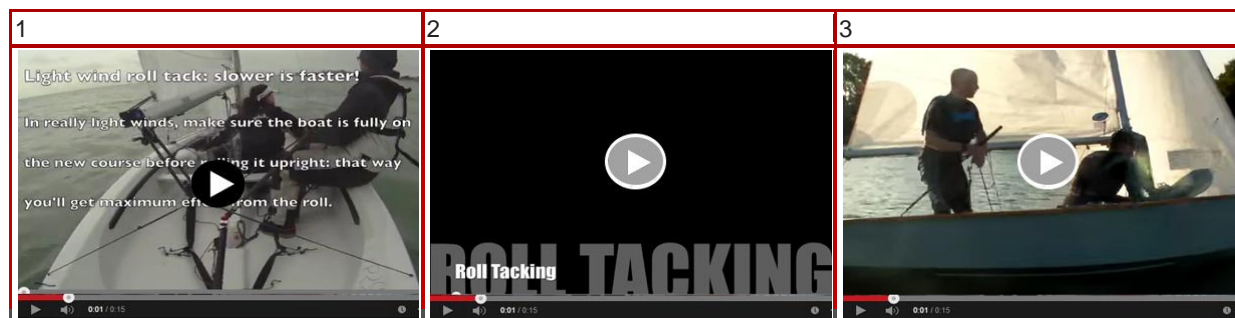 1
2
3
Light wind roll tack: slower is faster!
In really light winds, make sure the boat is fully on
the new course before rolling it upright: that way
you'll get maximum from the roll.
ROLL TACKING
Roll Tacking
0:01 / 0:15
0:01 / 0:15
0:01 / 0:15